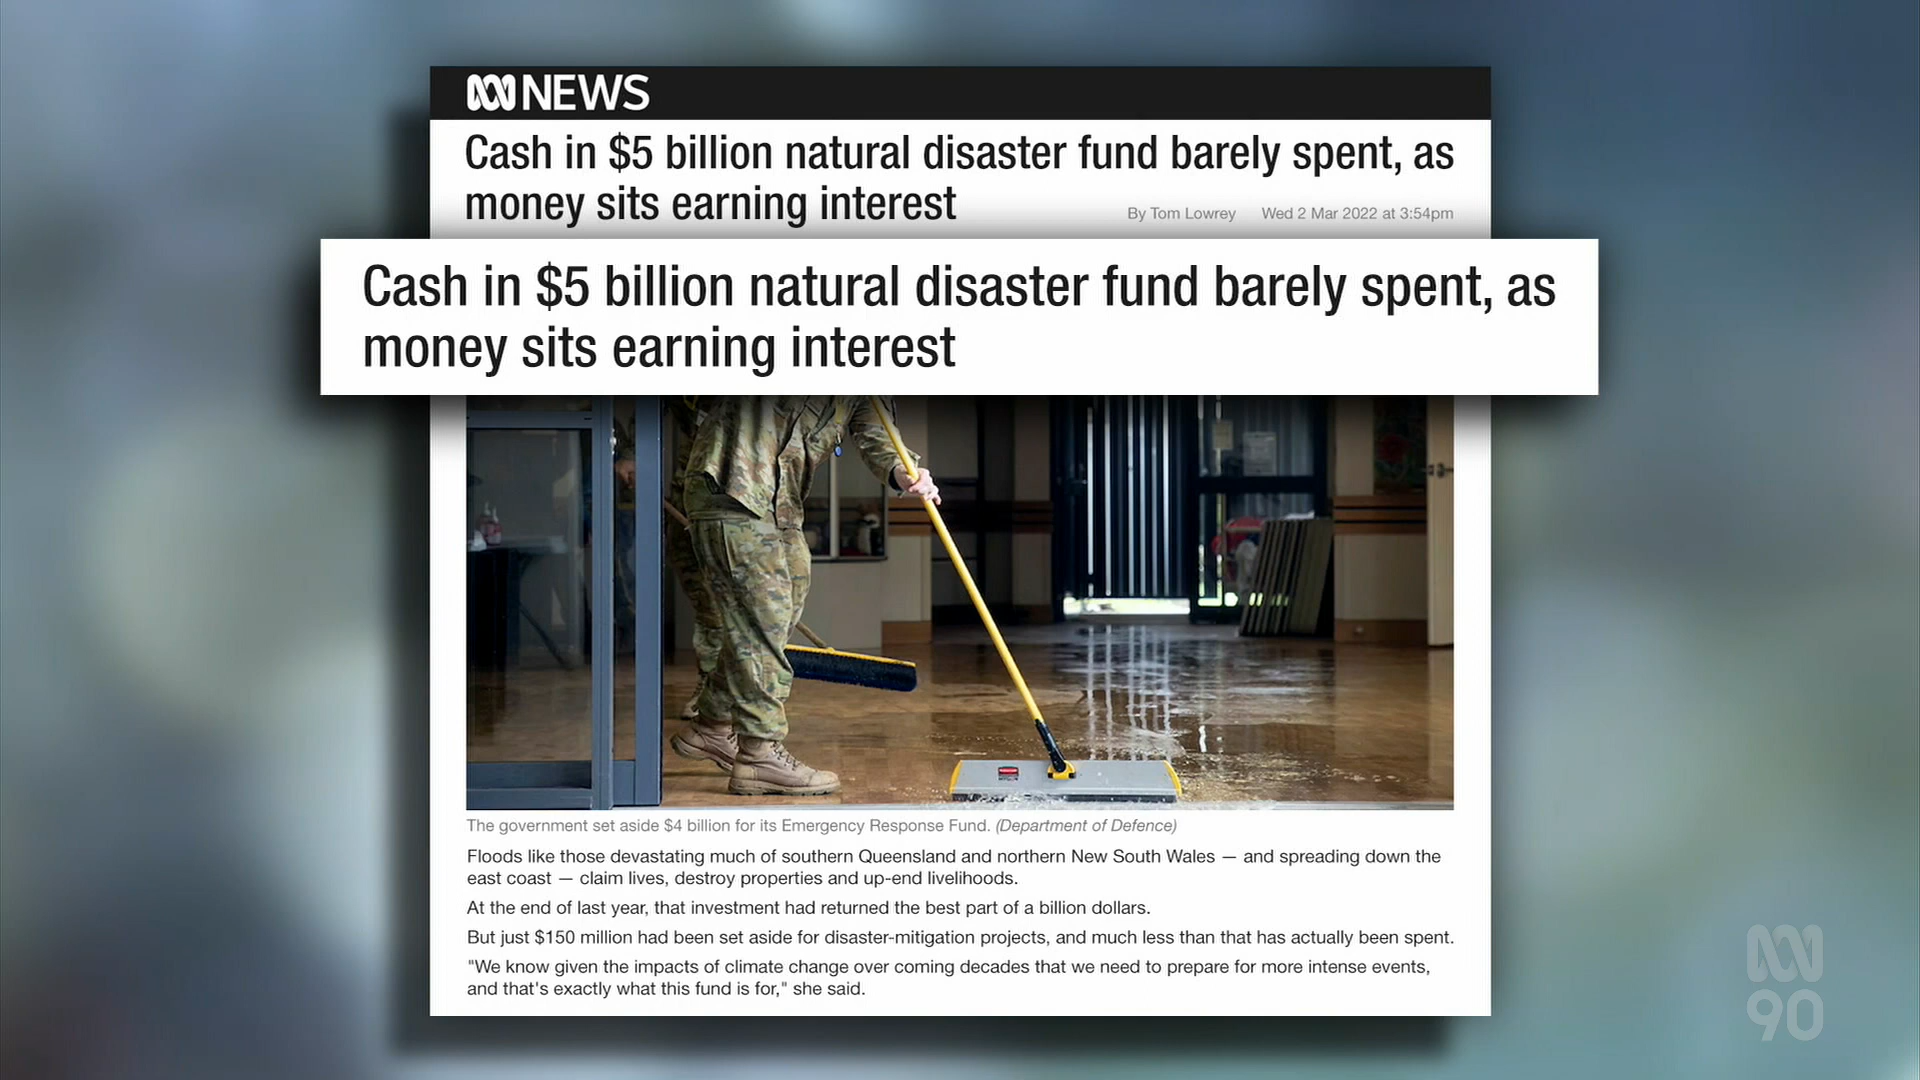 ABC NEWS
Cash in $5 billion natural disaster fund barely spent, as
money sits earning interest
By Tom Lowrey Wed 2 Mar 2022 at 3:54pm
Cash in $5 billion natural disaster fund barely spent, as
money sits earning interest
The government set aside $4 billion for its Emergency Response Fund. (Department of Defence)
Floods like those devastating much of southern Queensland and northern New South Wales — and spreading down the
east coast — claim lives, destroy properties and up-end livelihoods.
At the end of last year, that investment had returned the best part of a billion dollars.
But just $150 million had been set aside for disaster-mitigation projects, and much less than that has actually been spent.
"We know given the impacts of climate change over coming decades that we need to prepare for more intense events,
and that's exactly what this fund is for," she said.
90